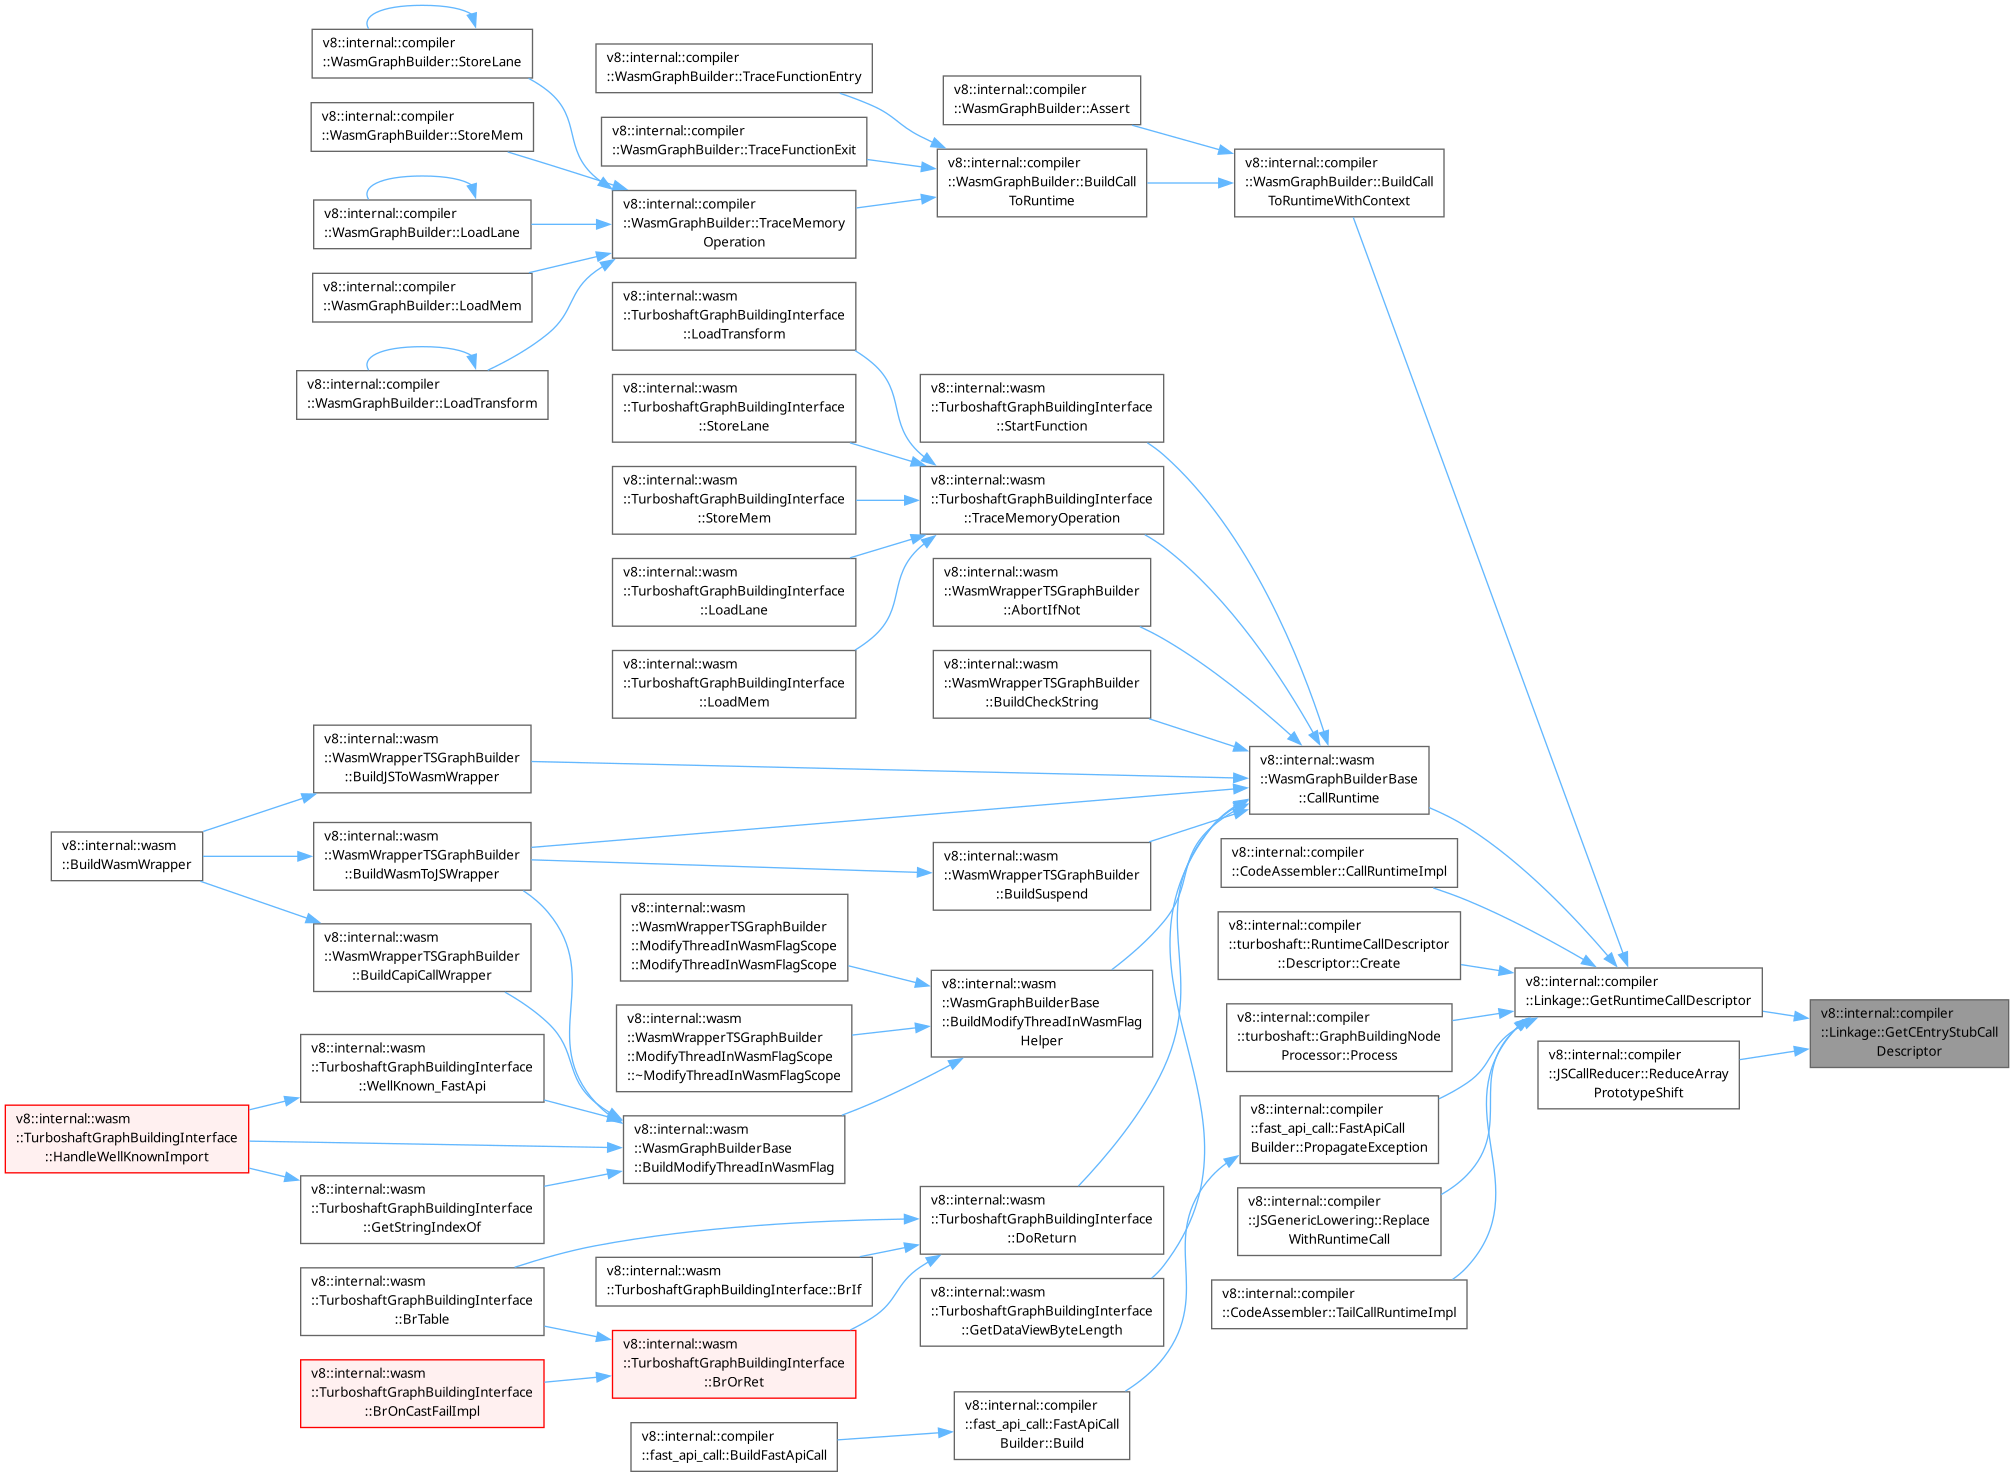 v8::internal::compiler
::WasmGraphBuilder::StoreLane
v8::internal::compiler
::WasmGraphBuilder::StoreMem
v8::internal::compiler
::WasmGraphBuilder::LoadLane
v8::internal::compiler
::WasmGraphBuilder::LoadMem
v8::internal::compiler
::WasmGraphBuilder::LoadTransform
v8::internal::compiler
::WasmGraphBuilder::TraceFunctionEntry
v8::internal::compiler
::WasmGraphBuilder::TraceFunctionExit
v8::internal::compiler
::WasmGraphBuilder::TraceMemory
Operation
v8::internal::compiler
::WasmGraphBuilder::Assert
v8::internal::compiler
::WasmGraphBuilder::BuildCall
ToRuntime
v8::internal::compiler
::WasmGraphBuilder::BuildCall
ToRuntimeWithContext
v8::internal::wasm
::TurboshaftGraphBuildingInterface
::LoadTransform
v8::internal::wasm
::TurboshaftGraphBuildingInterface
::StoreLane
v8::internal::wasm
::TurboshaftGraphBuildingInterface
::StoreMem
v8::internal::wasm
::TurboshaftGraphBuildingInterface
::LoadLane
v8::internal::wasm
::TurboshaftGraphBuildingInterface
::LoadMem
v8::internal::wasm
::TurboshaftGraphBuildingInterface
::StartFunction
v8::internal::wasm
::TurboshaftGraphBuildingInterface
::TraceMemoryOperation
v8::internal::wasm
::WasmWrapperTSGraphBuilder
::AbortIfNot
v8::internal::wasm
::WasmWrapperTSGraphBuilder
::BuildCheckString
v8::internal::wasm
::WasmGraphBuilderBase
::CallRuntime
v8::internal::wasm
::WasmWrapperTSGraphBuilder
::BuildJSToWasmWrapper
v8::internal::wasm
::BuildWasmWrapper
v8::internal::wasm
::WasmWrapperTSGraphBuilder
::BuildWasmToJSWrapper
v8::internal::wasm
::WasmWrapperTSGraphBuilder
::BuildCapiCallWrapper
v8::internal::wasm
::WasmWrapperTSGraphBuilder
::BuildSuspend
v8::internal::wasm
::WasmWrapperTSGraphBuilder
::ModifyThreadInWasmFlagScope
::ModifyThreadInWasmFlagScope
v8::internal::wasm
::WasmWrapperTSGraphBuilder
::ModifyThreadInWasmFlagScope
::~ModifyThreadInWasmFlagScope
v8::internal::wasm
::WasmGraphBuilderBase
::BuildModifyThreadInWasmFlag
Helper
v8::internal::wasm
::WasmGraphBuilderBase
::BuildModifyThreadInWasmFlag
v8::internal::wasm
::TurboshaftGraphBuildingInterface
::WellKnown_FastApi
v8::internal::wasm
::TurboshaftGraphBuildingInterface
::HandleWellKnownImport
v8::internal::wasm
::TurboshaftGraphBuildingInterface
::GetStringIndexOf
v8::internal::wasm
::TurboshaftGraphBuildingInterface
::BrTable
v8::internal::wasm
::TurboshaftGraphBuildingInterface
::BrOnCastFailImpl
v8::internal::wasm
::TurboshaftGraphBuildingInterface::BrIf
v8::internal::wasm
::TurboshaftGraphBuildingInterface
::BrOrRet
v8::internal::wasm
::TurboshaftGraphBuildingInterface
::DoReturn
v8::internal::wasm
::TurboshaftGraphBuildingInterface
::GetDataViewByteLength
v8::internal::compiler
::fast_api_call::BuildFastApiCall
v8::internal::compiler
::fast_api_call::FastApiCall
Builder::Build
v8::internal::compiler
::CodeAssembler::CallRuntimeImpl
v8::internal::compiler
::turboshaft::RuntimeCallDescriptor
::Descriptor::Create
v8::internal::compiler
::turboshaft::GraphBuildingNode
Processor::Process
v8::internal::compiler
::fast_api_call::FastApiCall
Builder::PropagateException
v8::internal::compiler
::JSGenericLowering::Replace
WithRuntimeCall
v8::internal::compiler
::CodeAssembler::TailCallRuntimeImpl
v8::internal::compiler
::Linkage::GetRuntimeCallDescriptor
v8::internal::compiler
::JSCallReducer::ReduceArray
PrototypeShift
v8::internal::compiler
::Linkage::GetCEntryStubCall
Descriptor